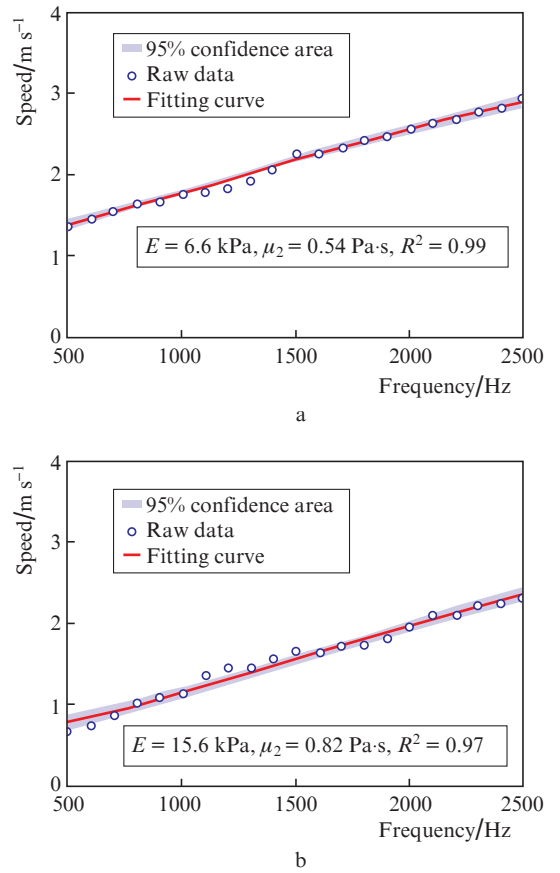 Speed/m s⁻¹
4
3
2
1
0
95% confidence area
Raw data
Fitting curve
E = 6.6 kPa, μ₂ = 0.54 Pa·s, R² = 0.99
500 1000 1500 2000 2500
Frequency/Hz
a
Speed/m s⁻¹
4
3
2
1
0
95% confidence area
Raw data
Fitting curve
E = 15.6 kPa, μ₂ = 0.82 Pa·s, R² = 0.97
500 1000 1500 2000 2500
Frequency/Hz
b